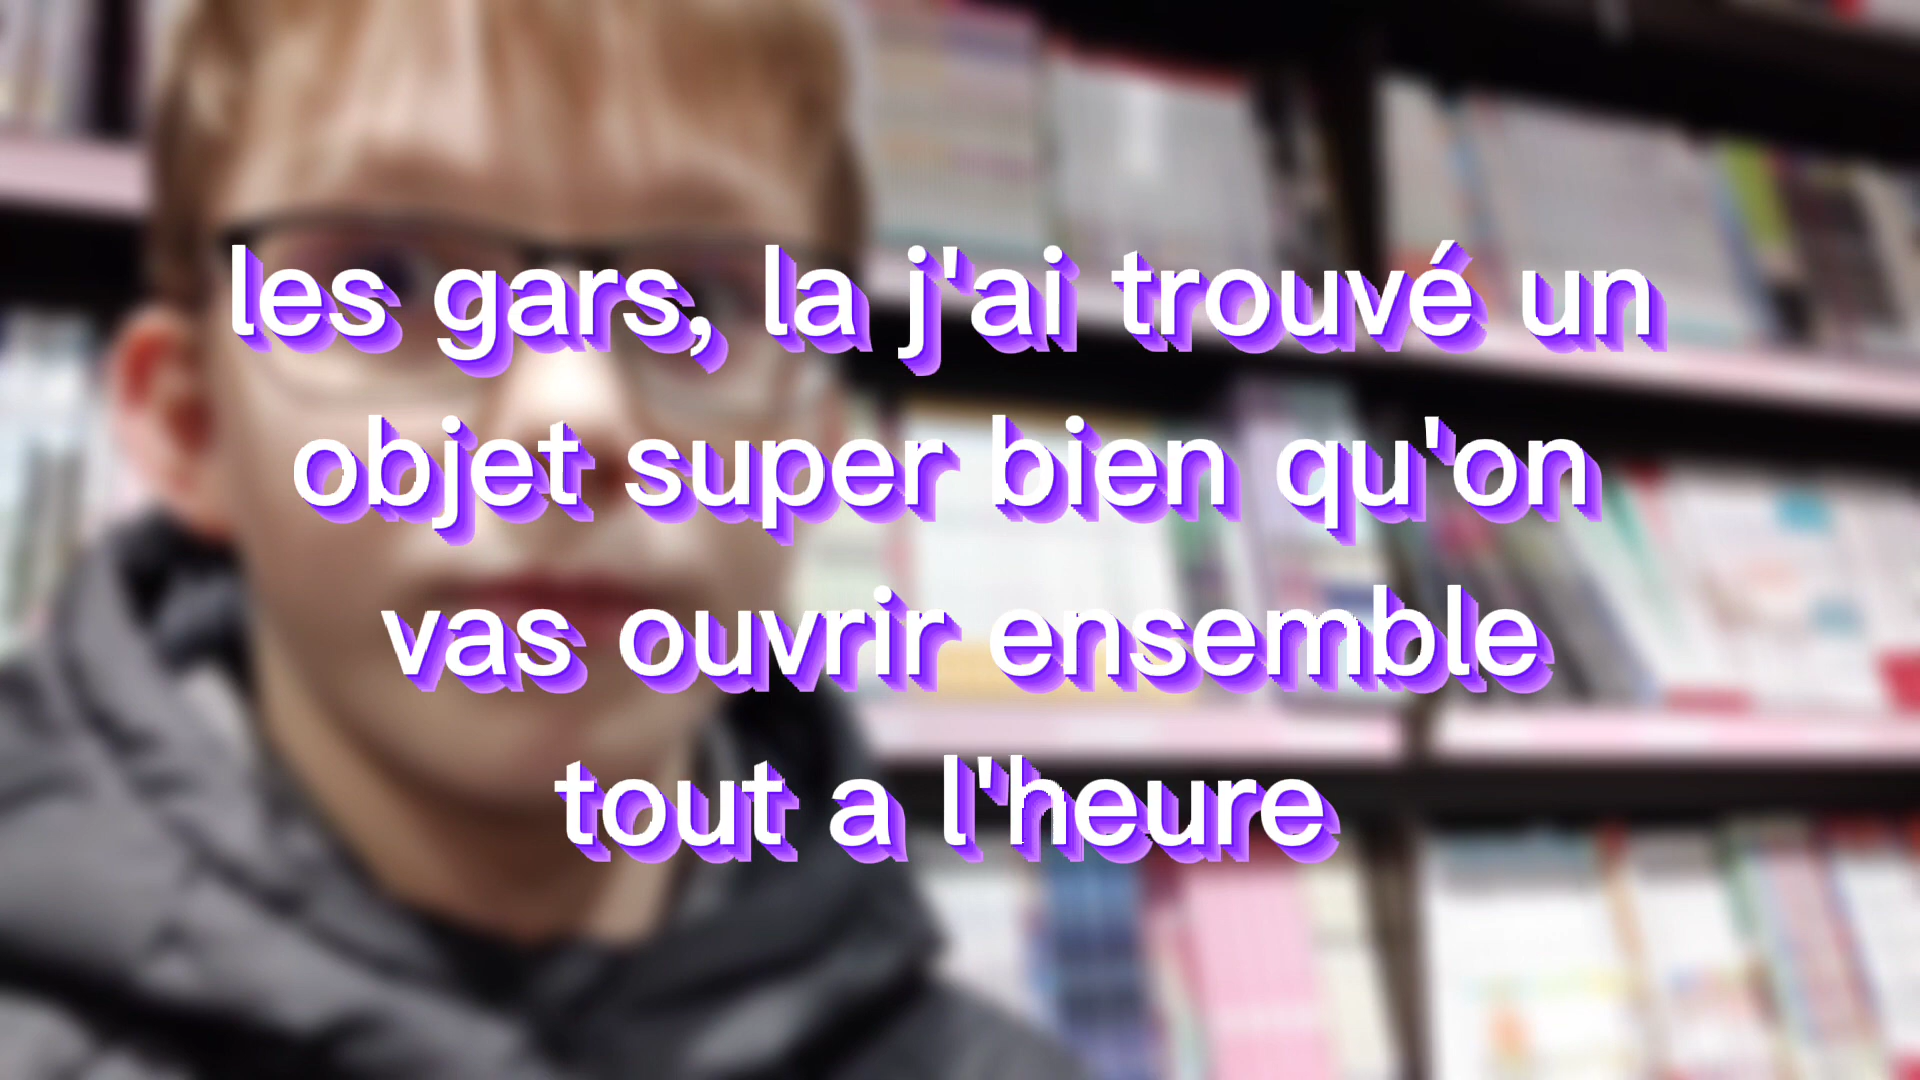 les gars, la j'ai trouvé un
objet super bien qu'on
vas ouvrir ensemble
tout a l'heure